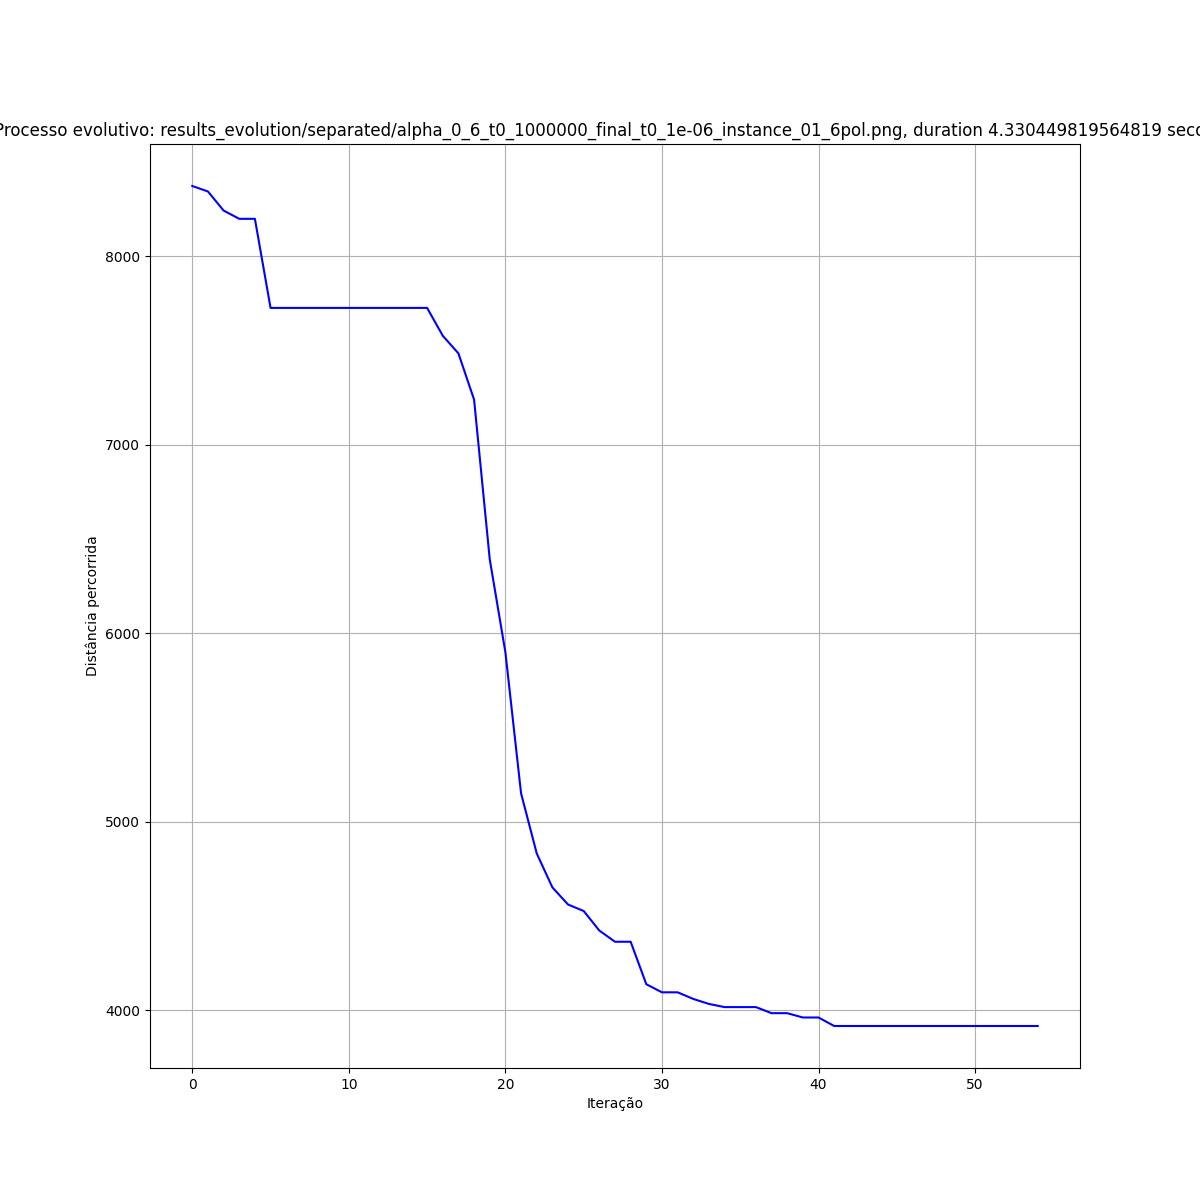 Processo evolutivo: results_evolution/separated/alpha_0_6_t0_1000000_final_t0_1e-06_instance_01_6pol.png, duration 4.330449819564819 seco
8000
7000
6000
5000
4000
Distância percorrida
0 10 20 30 40 50
Iteração